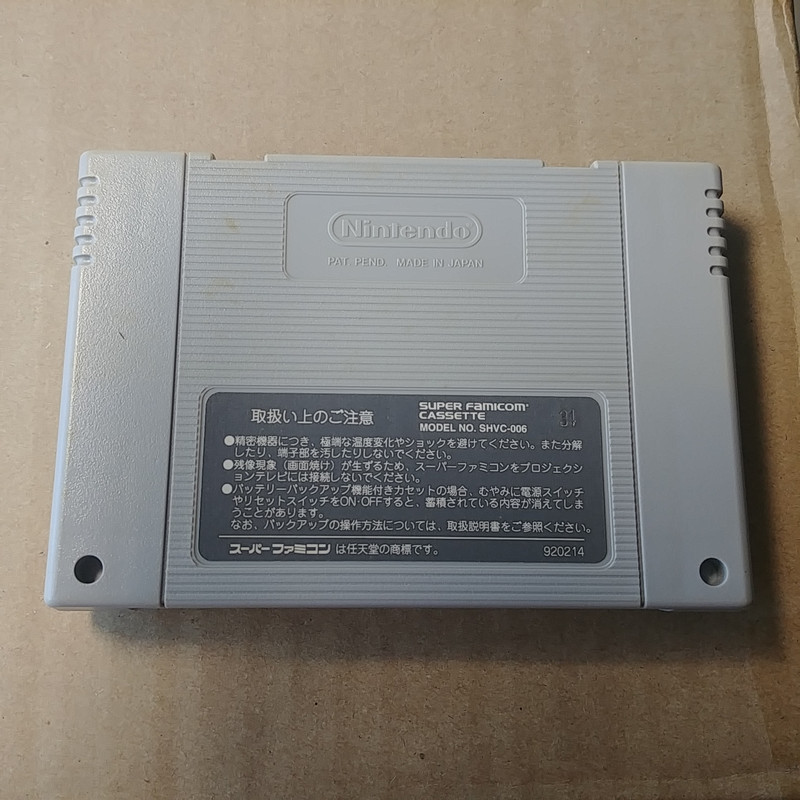 Nintendo
PAT. PEND. MADE IN JAPAN
取扱い上のご注意
SUPER FAMICOM
CASSETTE
MODEL NO. SHVC-006
●精密機器につき、極端な温度変化やショックを避けてください。また分解
したり、端子部を汚したりしないでください。
●残像現象（画面焼け）が生ずるため、スーパーファミコンをプロジェクシ
ョンテレビには接続しないでください。
●バッテリーバックアップ機能付きカセットの場合、むやみに電源スイッチ
やリセットスイッチをON・OFFすると、蓄積されている内容が消えてしま
うことがあります。
なお、バックアップの操作方法については、取扱説明書をご参照ください。
スーパーファミコンは任天堂の商標です。
920214